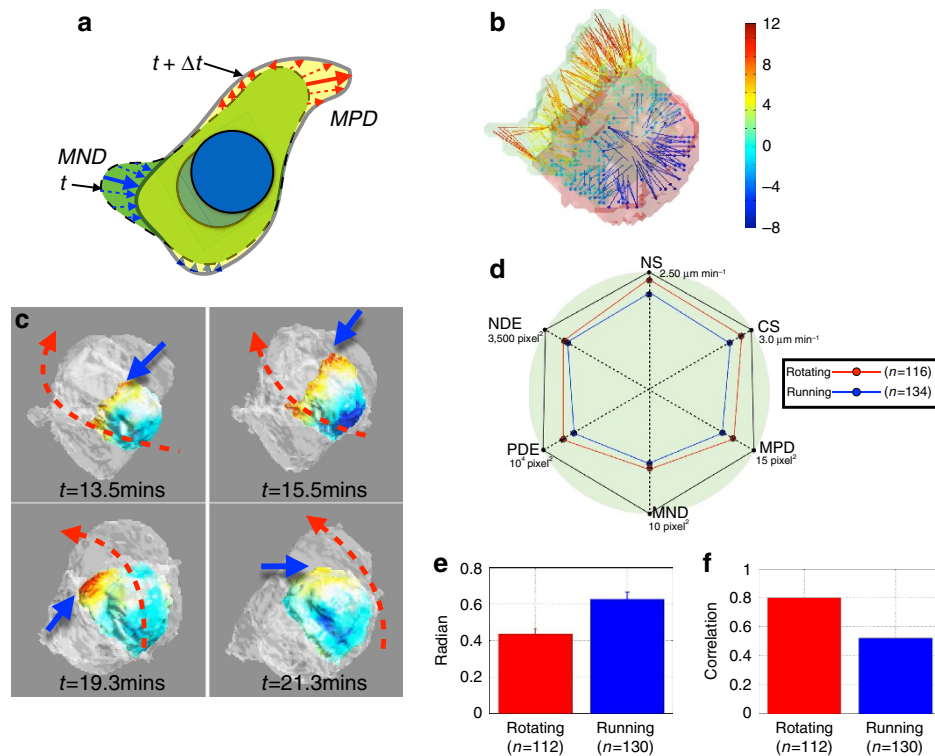 a
t + Δt
MPD
MND
t
b
12
8
4
0
−4
−8
c
t=13.5mins
t=15.5mins
t=19.3mins
t=21.3mins
d
NS
2.50 μm min⁻¹
NDE
3,500 pixel²
CS
3.0 μm min⁻¹
Rotating (n=116)
Running (n=134)
PDE
10⁴ pixel²
MPD
15 pixel²
MND
10 pixel²
e
0.8
0.6
0.4
0.2
0
Radian
Rotating Running
(n=112) (n=130)
f
1
0.8
0.6
0.4
0.2
0
Correlation
Rotating Running
(n=112) (n=130)